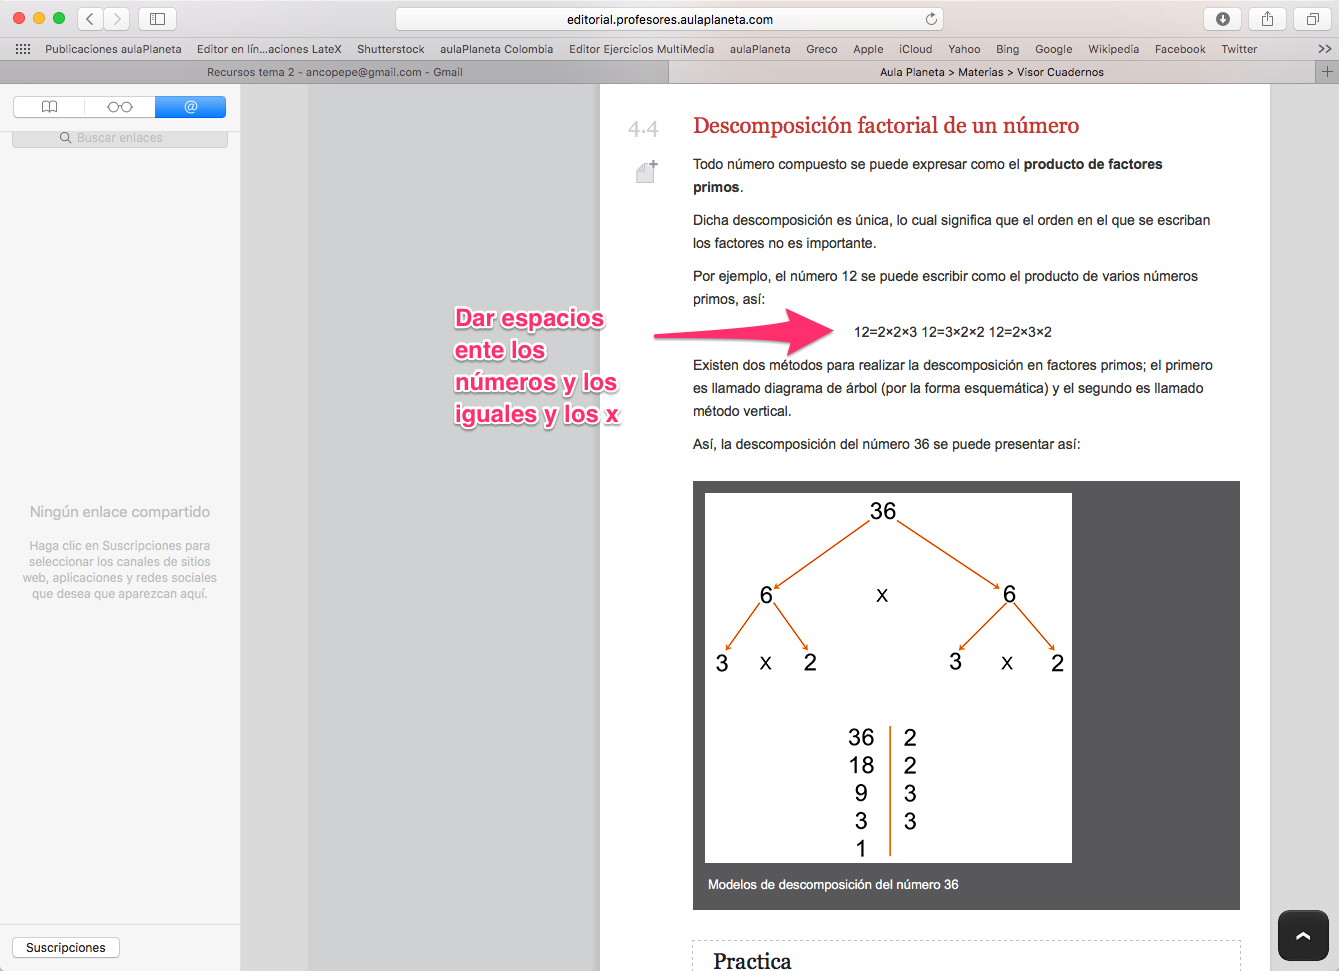 editorial.profesores.aulaplaneta.com
Publicaciones aulaPlaneta Editor en lín...aciones LateX Shutterstock aulaPlaneta Colombia Editor Ejercicios MultiMedia aulaPlaneta Greco Apple iCloud Yahoo Bing Google Wikipedia Facebook Twitter >>
Recursos tema 2 - ancopepe@gmail.com - Gmail
Aula Planeta > Materias > Visor Cuadernos
@
Buscar enlaces
Ningún enlace compartido
Haga clic en Suscripciones para
seleccionar los canales de sitios
web, aplicaciones y redes sociales
que desea que aparezcan aquí.
Suscripciones
4.4 Descomposición factorial de un número
Todo número compuesto se puede expresar como el producto de factores
primos.
Dicha descomposición es única, lo cual significa que el orden en el que se escriban
los factores no es importante.
Por ejemplo, el número 12 se puede escribir como el producto de varios números
primos, así:
Dar espacios
ente los
números y los
iguales y los x
12=2×2×3 12=3×2×2 12=2×3×2
Existen dos métodos para realizar la descomposición en factores primos; el primero
es llamado diagrama de árbol (por la forma esquemática) y el segundo es llamado
método vertical.
Así, la descomposición del número 36 se puede presentar así:
36
6 x 6
3 x 2 3 x 2
36 2
18 2
9 3
3 3
1
Modelos de descomposición del número 36
Practica